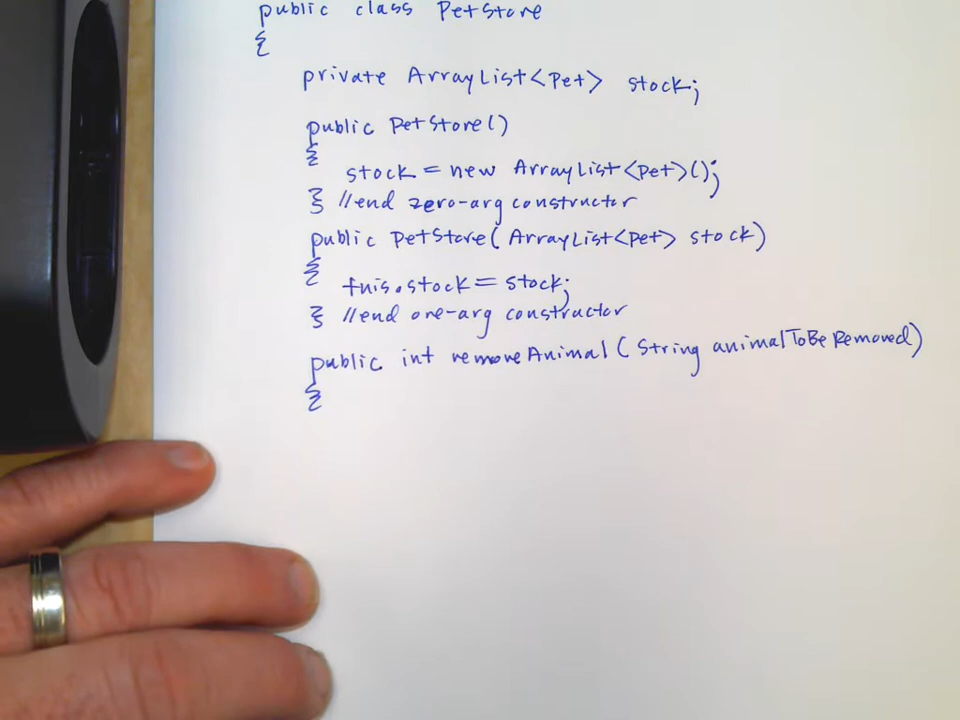 public class PetStore
{
private ArrayList<Pet> stock;
public PetStore()
{
stock = new ArrayList<Pet>();
} //end zero-arg constructor
public PetStore(ArrayList<Pet> stock)
{
this.stock = stock;
} //end one-arg constructor
public int removeAnimal(String animalToBeRemoved)
{